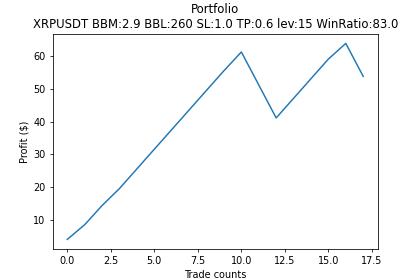 Portfolio
XRPUSDT BBM:2.9 BBL:260 SL:1.0 TP:0.6 lev:15 WinRatio:83.0
Profit ($)
60
50
40
30
20
10
0.0 2.5 5.0 7.5 10.0 12.5 15.0 17.5
Trade counts